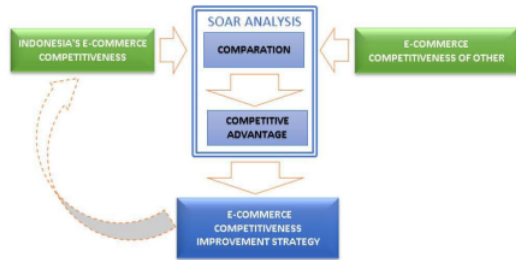 SOAR ANALYSIS
INDONESIA'S E-COMMERCE
COMPETITIVENESS
COMPARATION
E-COMMERCE
COMPETITIVENESS OF OTHER
COMPETITIVE
ADVANTAGE
E-COMMERCE
COMPETITIVENESS
IMPROVEMENT STRATEGY